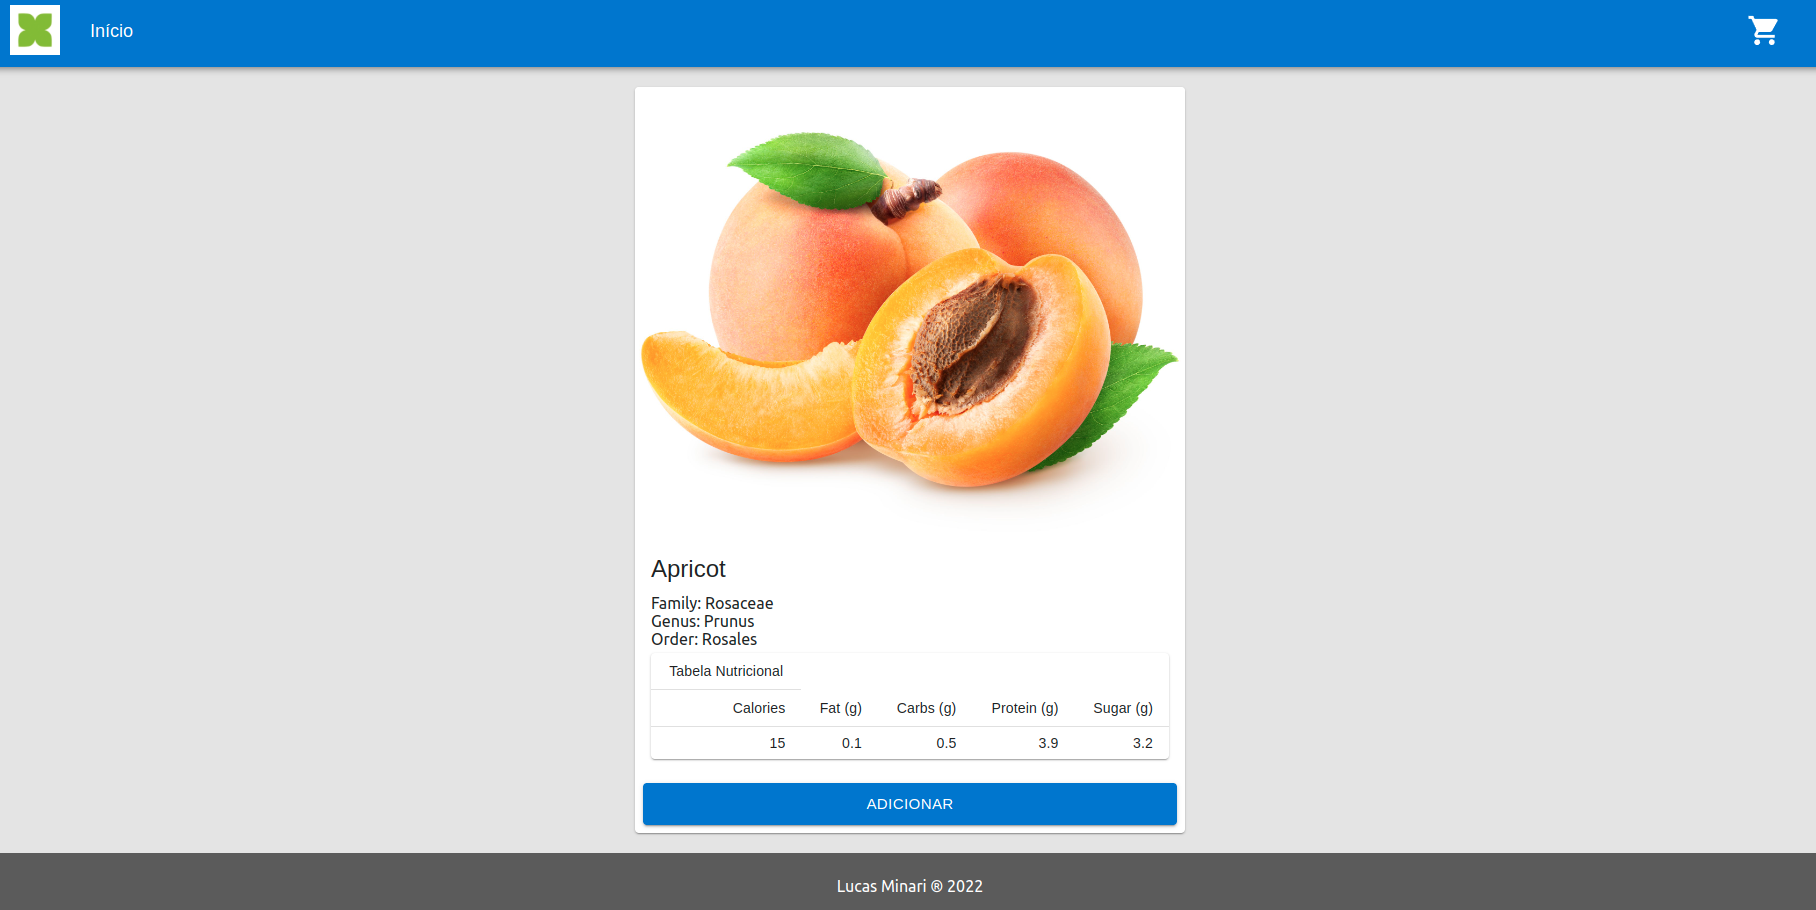 Início
Apricot
Family: Rosaceae
Genus: Prunus
Order: Rosales
Tabela Nutricional
Calories Fat (g) Carbs (g) Protein (g) Sugar (g)
15 0.1 0.5 3.9 3.2
ADICIONAR
Lucas Minari ® 2022